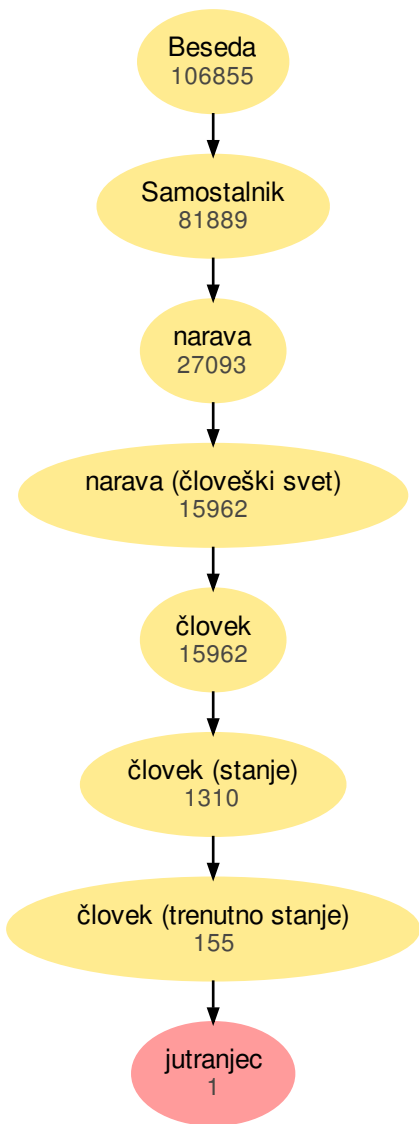 Beseda
106855
Samostalnik
81889
narava
27093
narava (človeški svet)
15962
človek
15962
človek (stanje)
1310
človek (trenutno stanje)
155
jutranjec
1